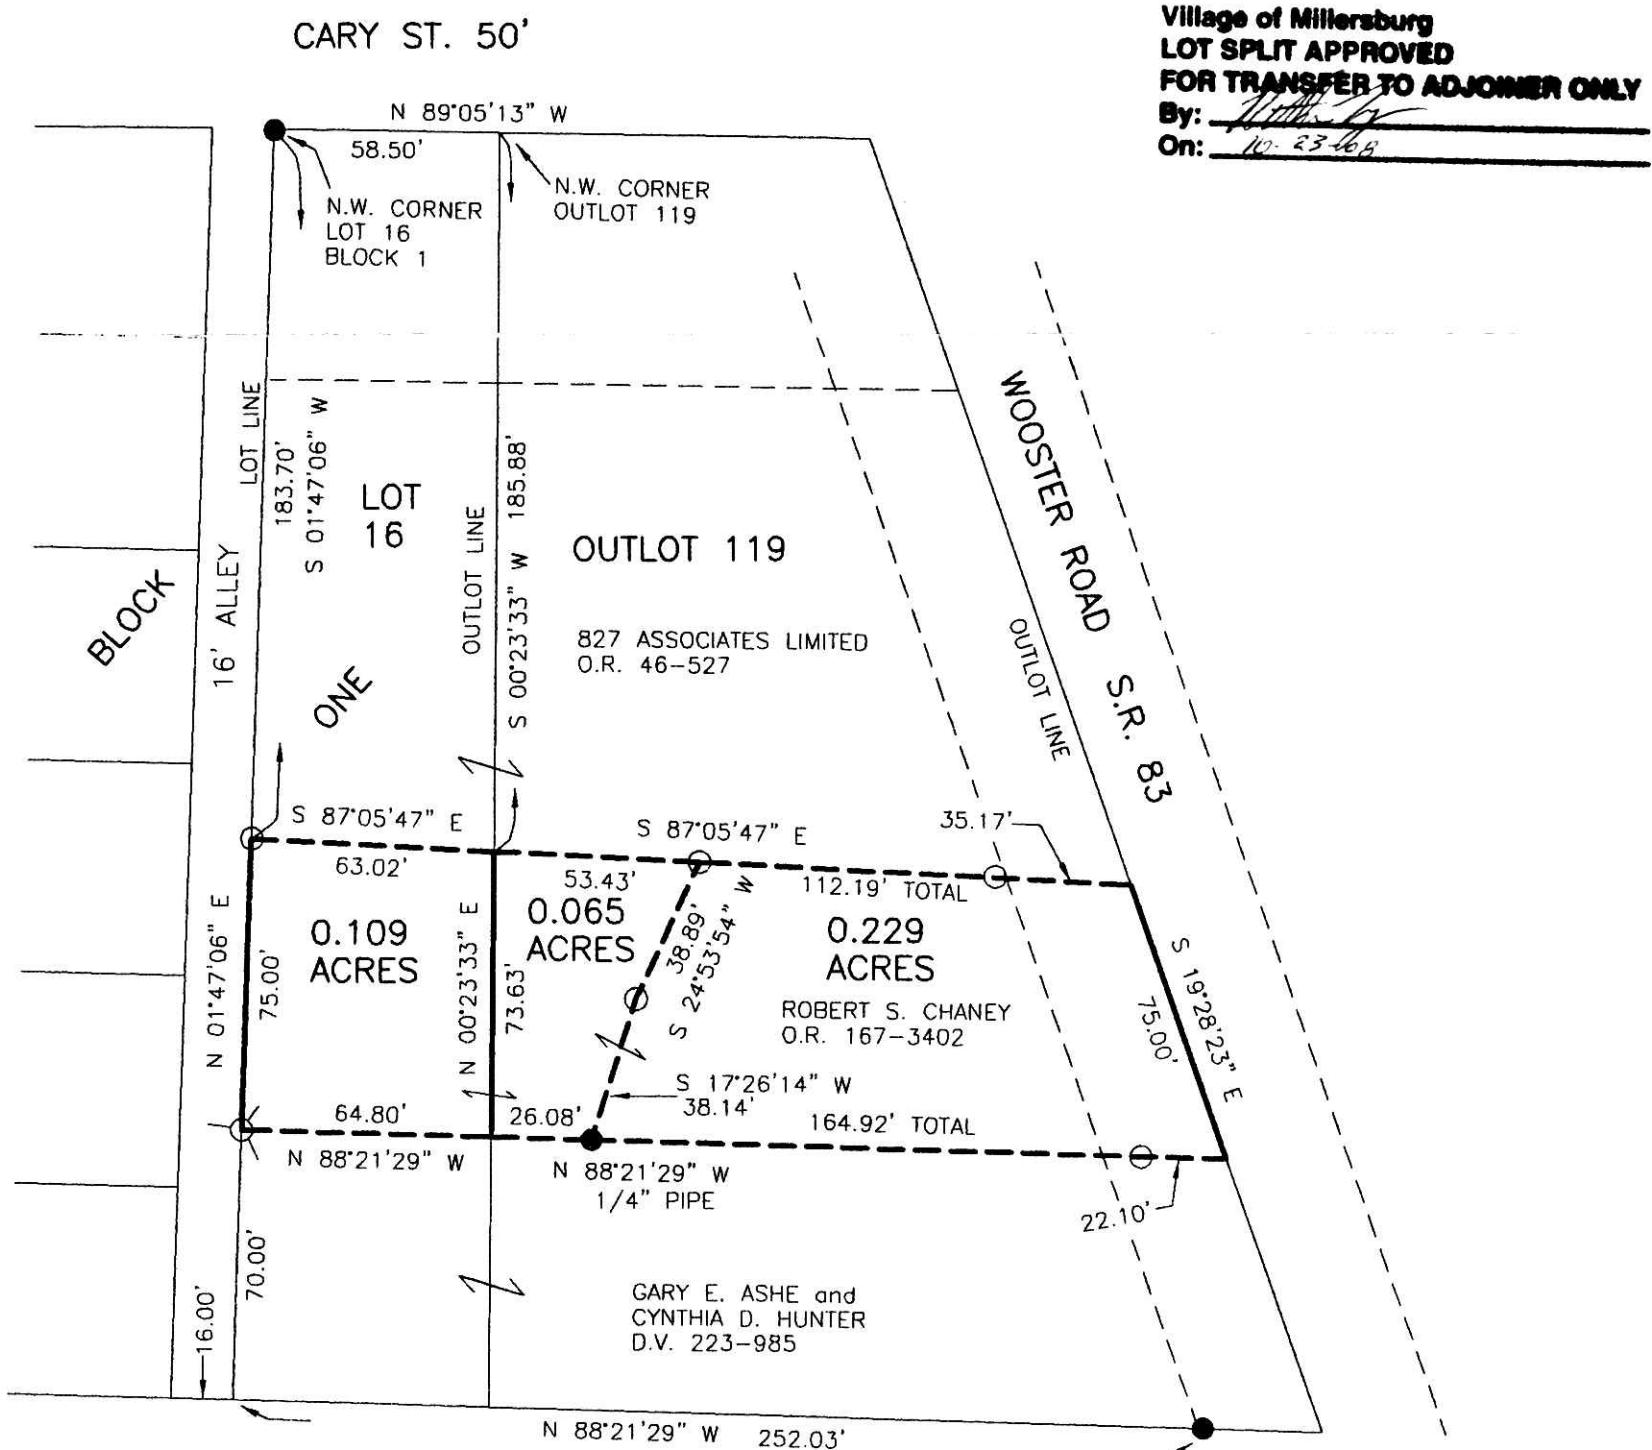 CARY ST. 50'
Village of Millersburg
LOT SPLIT APPROVED
FOR TRANSFER TO ADJOINER ONLY
By:
On: 10-23-08
N 89°05'13" W
58.50'
N.W. CORNER
LOT 16
BLOCK 1
N.W. CORNER
OUTLOT 119
LOT LINE
183.70'
S 01°47'06" W
LOT
16
OUTLOT LINE
S 00°23'33" W 185.88'
OUTLOT 119
827 ASSOCIATES LIMITED
O.R. 46-527
WOOSTER ROAD S.R. 83
OUTLOT LINE
BLOCK
16' ALLEY
ONE
S 87°05'47" E
63.02'
S 87°05'47" E
53.43'
35.17'
112.19' TOTAL
N 01°47'06" E
75.00'
0.109
ACRES
N 00°23'33" E
73.63'
0.065
ACRES
38.89'
S 24°53'54" W
0.229
ACRES
ROBERT S. CHANEY
O.R. 167-3402
S 19°28'23" E
75.00'
S 17°26'14" W
38.14'
64.80'
26.08'
164.92' TOTAL
N 88°21'29" W
N 88°21'29" W
1/4" PIPE
22.10'
70.00'
16.00'
GARY E. ASHE and
CYNTHIA D. HUNTER
D.V. 223-985
N 88°21'29" W 252.03'